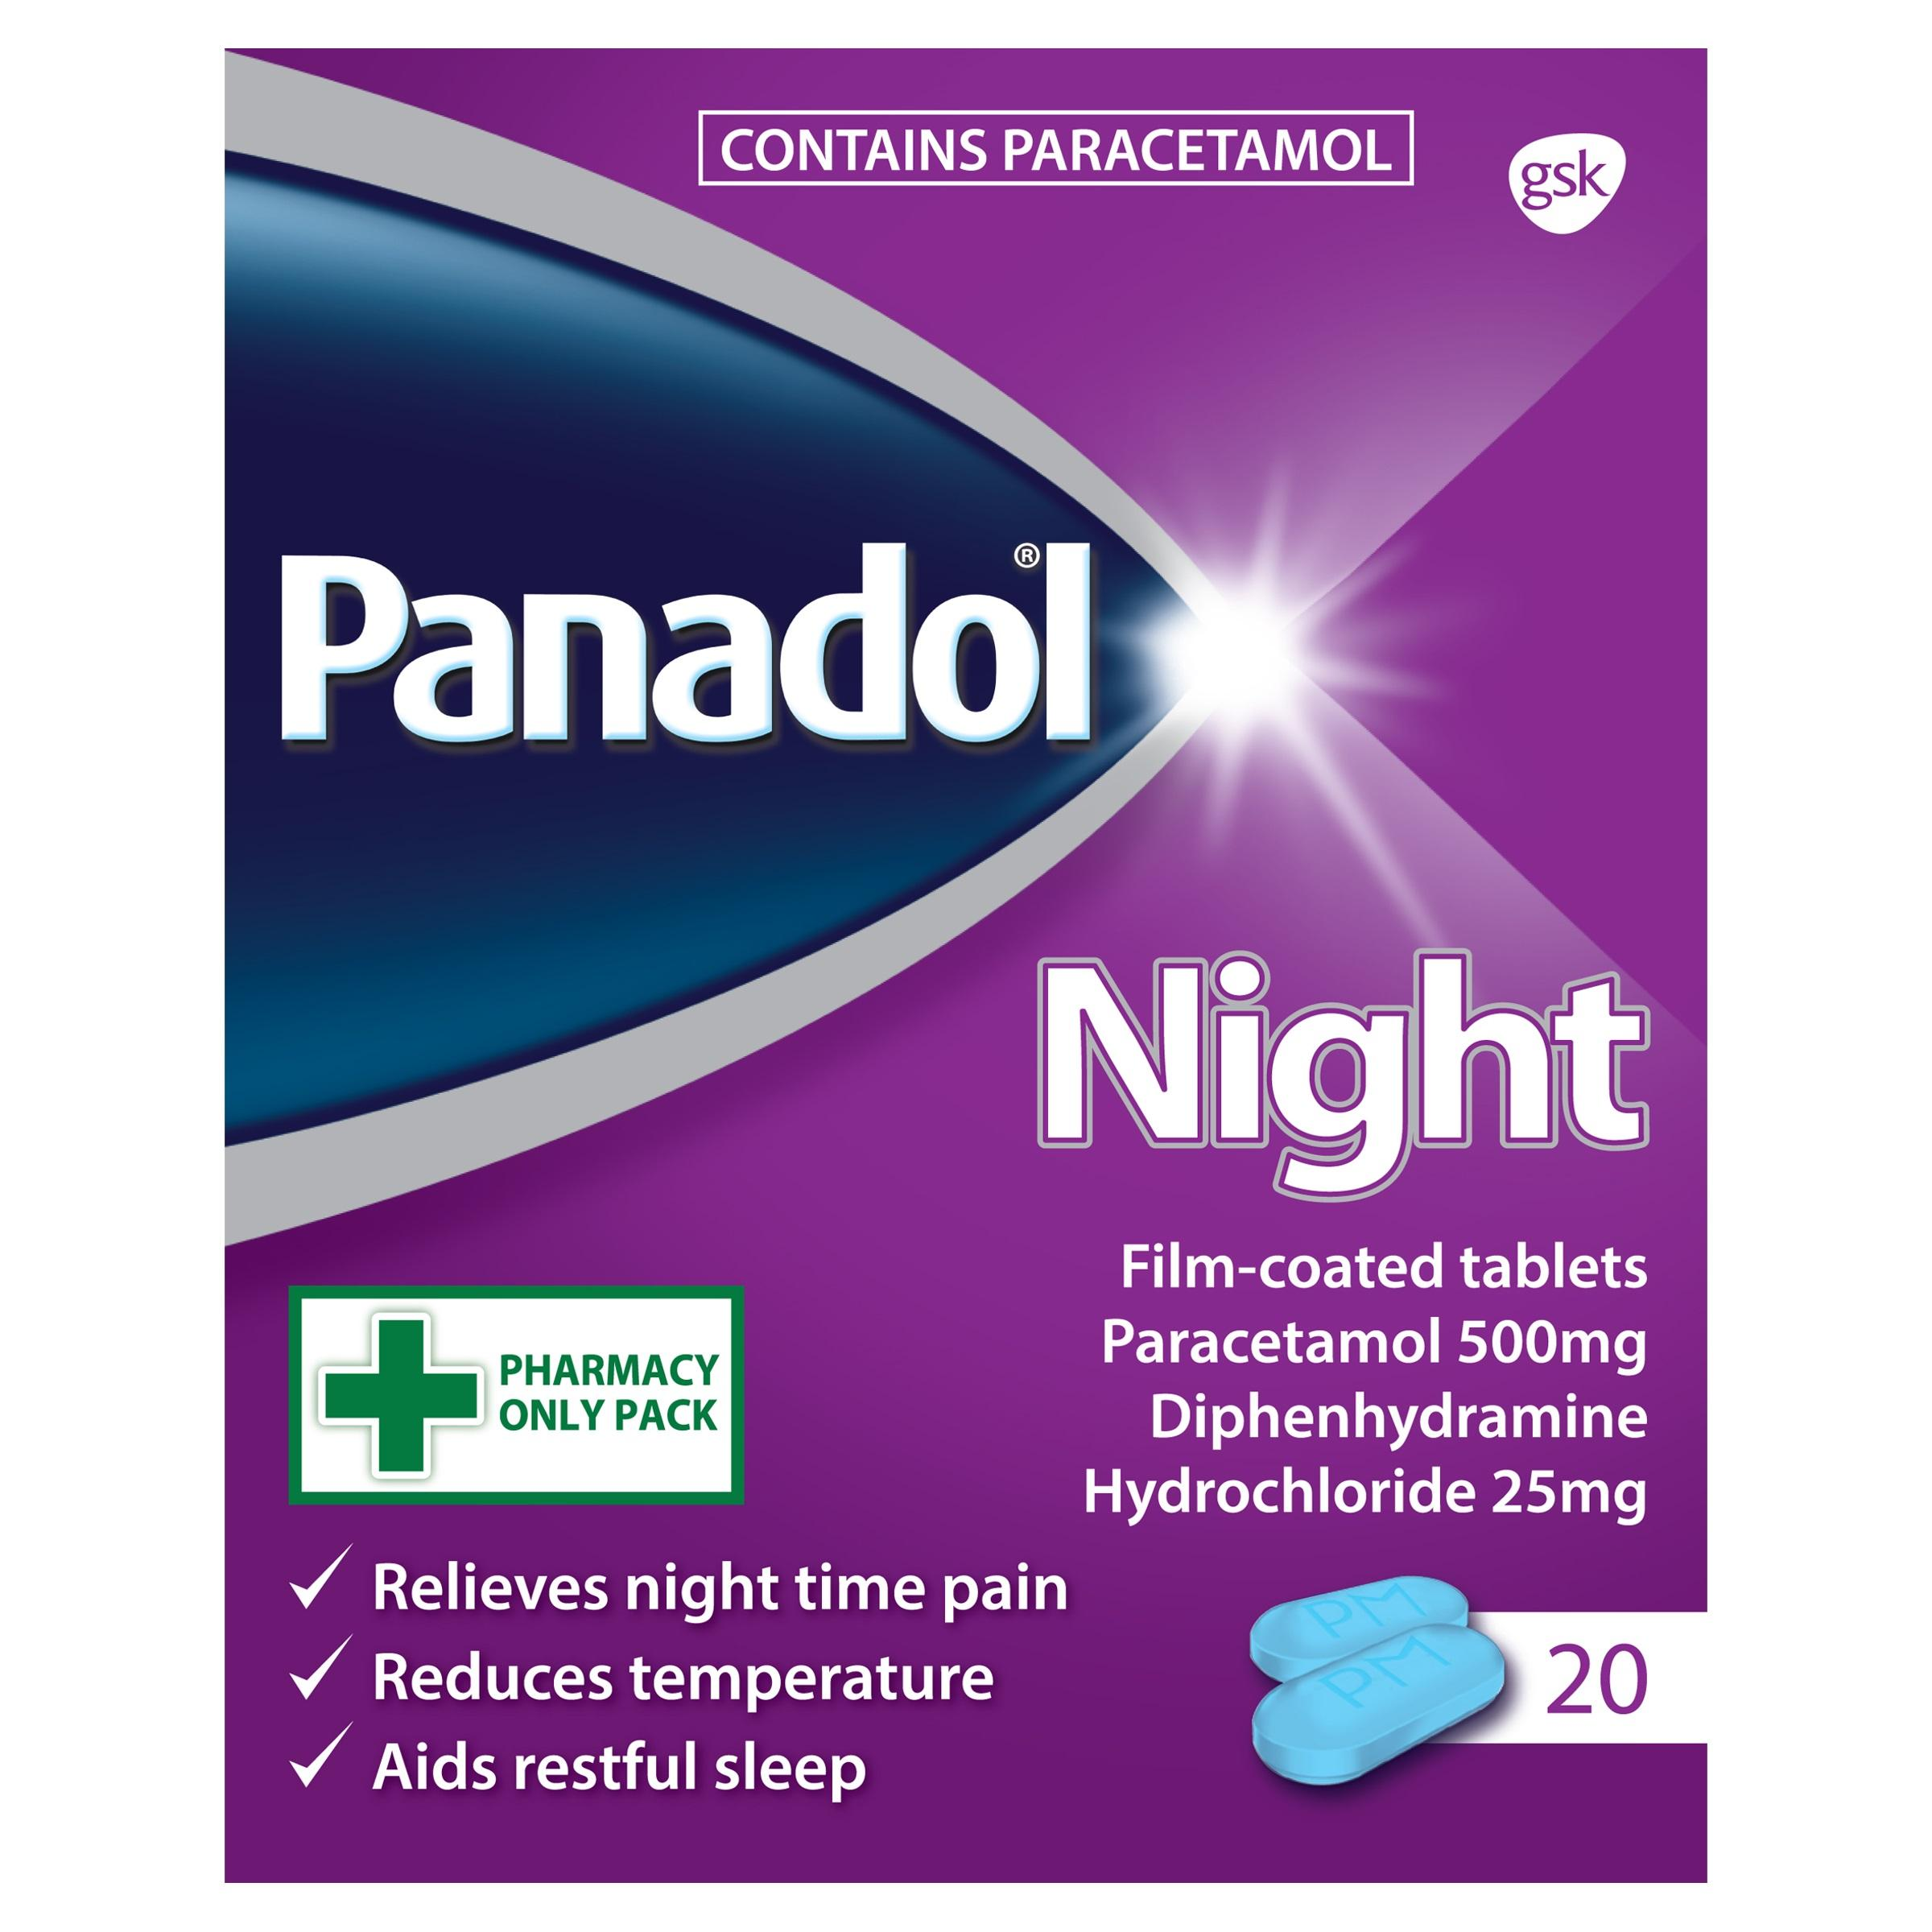 CONTAINS PARACETAMOL
gsk
Panadol®
Night
Film-coated tablets
Paracetamol 500mg
Diphenhydramine
Hydrochloride 25mg
PHARMACY
ONLY PACK
Relieves night time pain
Reduces temperature
Aids restful sleep
PM
PM
20